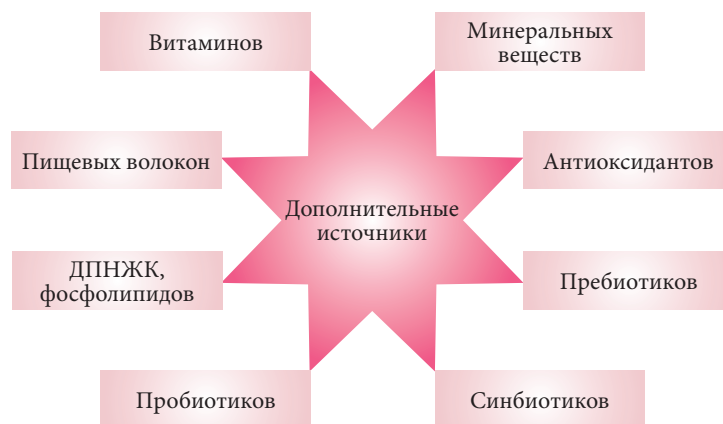 Витаминов
Минеральных
веществ
Пищевых волокон
Антиоксидантов
Дополнительные
источники
ДПНЖК,
фосфолипидов
Пребиотиков
Пробиотиков
Синбиотиков